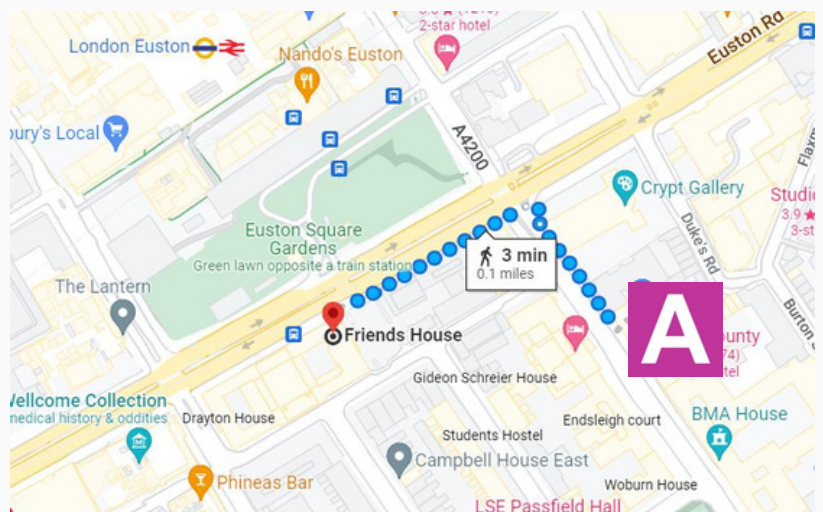 2-star hotel
Euston Rd
London Euston
Nando's Euston
bury's Local
A4200
Crypt Gallery
Studio
3.9
3-st
Flaxm
Duke's Rd
Burton
Euston Square
Gardens
Green lawn opposite a train station
3 min
0.1 miles
The Lantern
A
ounty
74)
tel
Friends House
Gideon Schreier House
Wellcome Collection
medical history & oddities
Drayton House
Endsleigh court
BMA House
Students Hostel
Campbell House East
Phineas Bar
Woburn House
LSE Passfield Hall